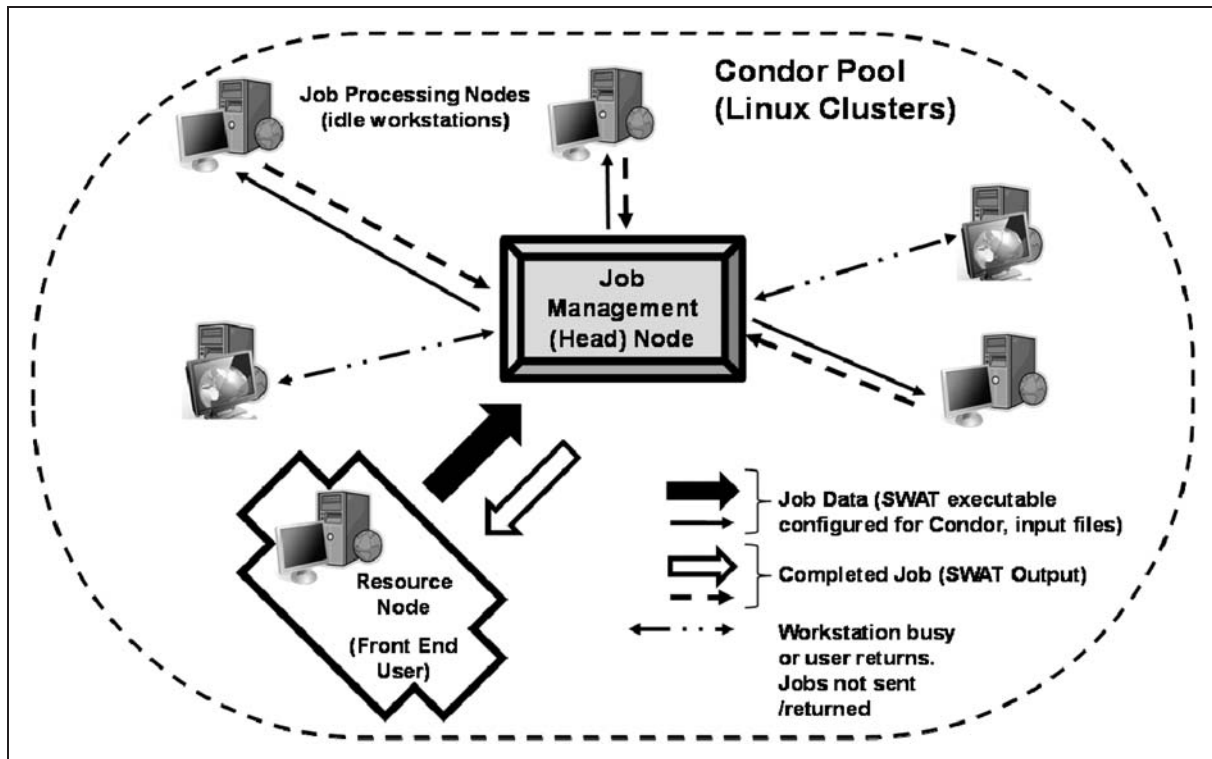 Condor Pool
(Linux Clusters)
Job Processing Nodes
(idle workstations)
Job
Management
(Head) Node
Resource
Node
(Front End
User)
Job Data (SWAT executable
configured for Condor, input files)
Completed Job (SWAT Output)
Workstation busy
or user returns.
Jobs not sent
/returned